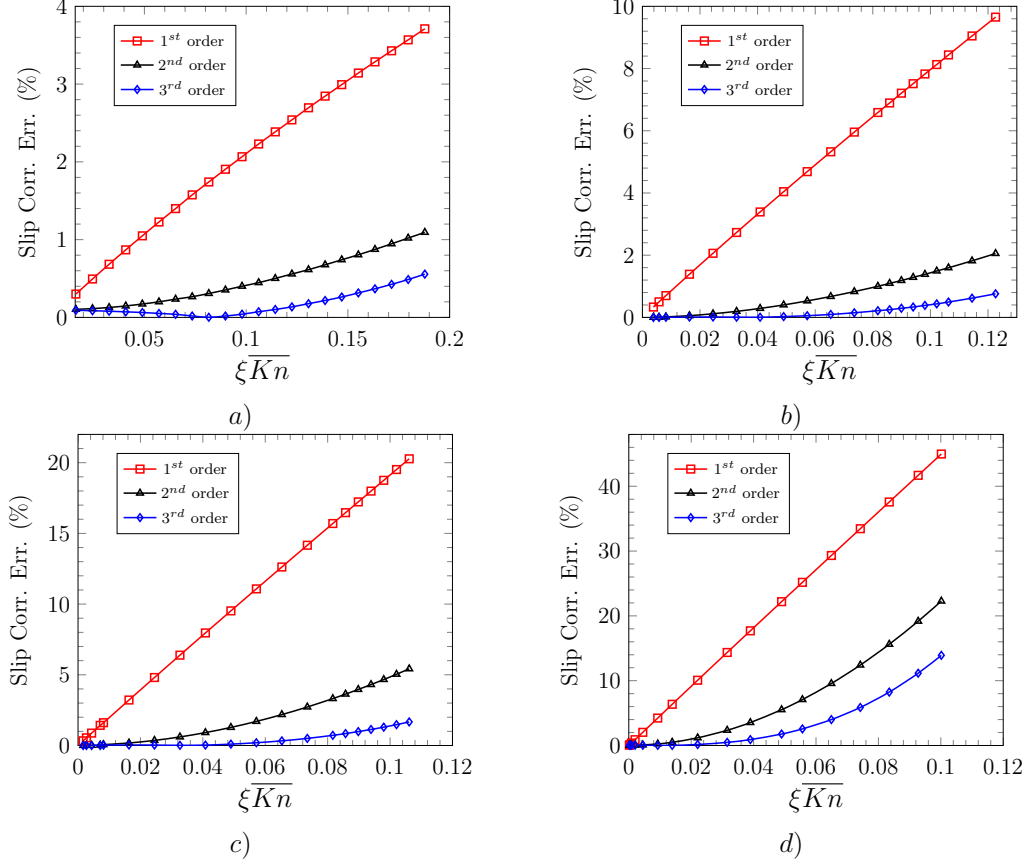 4
3
2
1
0
Slip Corr. Err. (%)
1st order
2nd order
3rd order
0.05
0.1
0.15
0.2
ξKn
a)
10
8
6
4
2
0
Slip Corr. Err. (%)
1st order
2nd order
3rd order
0
0.02
0.04
0.06
0.08
0.1
0.12
ξKn
b)
20
15
10
5
0
Slip Corr. Err. (%)
1st order
2nd order
3rd order
0
0.02
0.04
0.06
0.08
0.1
0.12
ξKn
c)
40
30
20
10
0
Slip Corr. Err. (%)
1st order
2nd order
3rd order
0
0.02
0.04
0.06
0.08
0.1
0.12
ξKn
d)